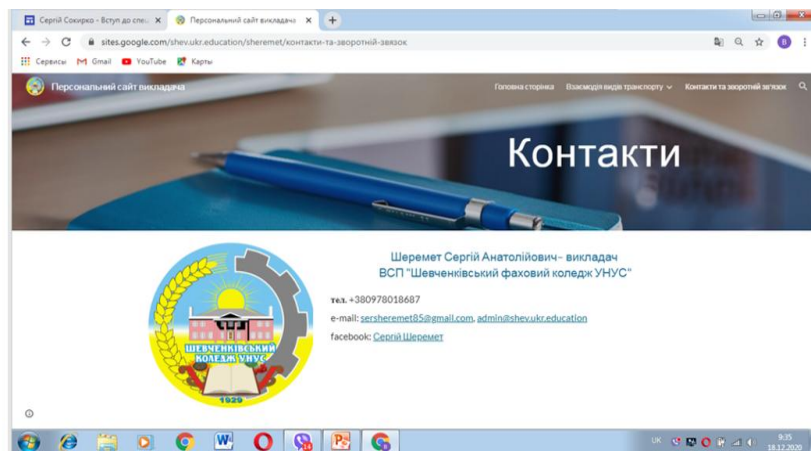 Сергій Сокирко - Вступ до спец
Персональний сайт викладача
sites.google.com/shev.ukr.education/sheremet/контакти-та-зворотній-звязок
Сервисы
Gmail
YouTube
Карты
Персональний сайт викладача
Головна сторінка
Взаємодія видів транспорту
Контакти та зворотній зв'язок
Контакти
Шеремет Сергій Анатолійович– викладач
ВСП "Шевченківський фаховий коледж УНУС"
тел. +380978018687
e-mail: sersheremet85@gmail.com, admin@shev.ukr.education
facebook: Сергій Шеремет
ШЕВЧЕНКІВСЬКИЙ
КОЛЕДЖ УНУС
1929
UK
9:35
18.12.2020